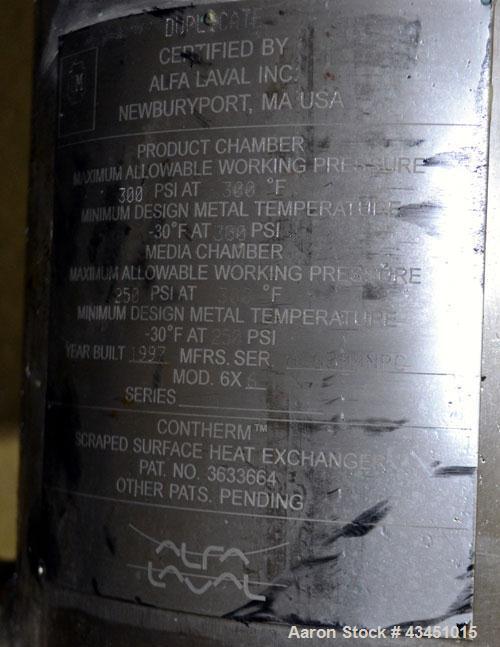 DUPLICATE
CERTIFIED BY
ALFA LAVAL INC.
NEWBURYPORT, MA USA
M
PRODUCT CHAMBER
MAXIMUM ALLOWABLE WORKING PRESSURE
300 PSI AT 300 °F
MINIMUM DESIGN METAL TEMPERATURE
-30°F AT 300 PSI
MEDIA CHAMBER
MAXIMUM ALLOWABLE WORKING PRESSURE
250 PSI AT 300 °F
MINIMUM DESIGN METAL TEMPERATURE
-30°F AT 250 PSI
YEAR BUILT 1997 MFRS. SER
MOD. 6X
SERIES
CONTHERM™
SCRAPED SURFACE HEAT EXCHANGER
PAT. NO. 3633664
OTHER PATS. PENDING
ALFA
LAVAL
Aaron Stock # 43451015